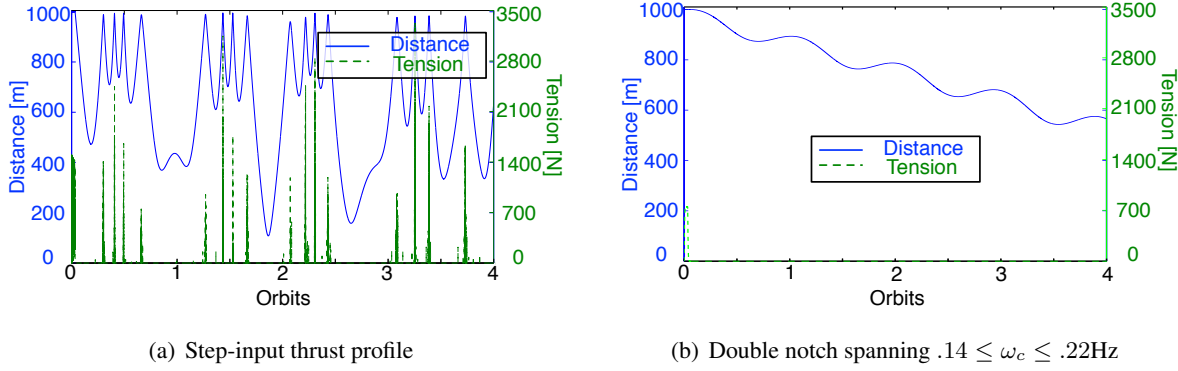 1000
800
600
400
200
0
Distance [m]
3500
2800
2100
1400
700
0
Tension [N]
Distance
Tension
0
1
2
3
4
Orbits
(a) Step-input thrust profile
1000
800
600
400
200
0
Distance [m]
3500
2800
2100
1400
700
0
Tension [N]
Distance
Tension
0
1
2
3
4
Orbits
(b) Double notch spanning .14 ≤ ω_c ≤ .22Hz